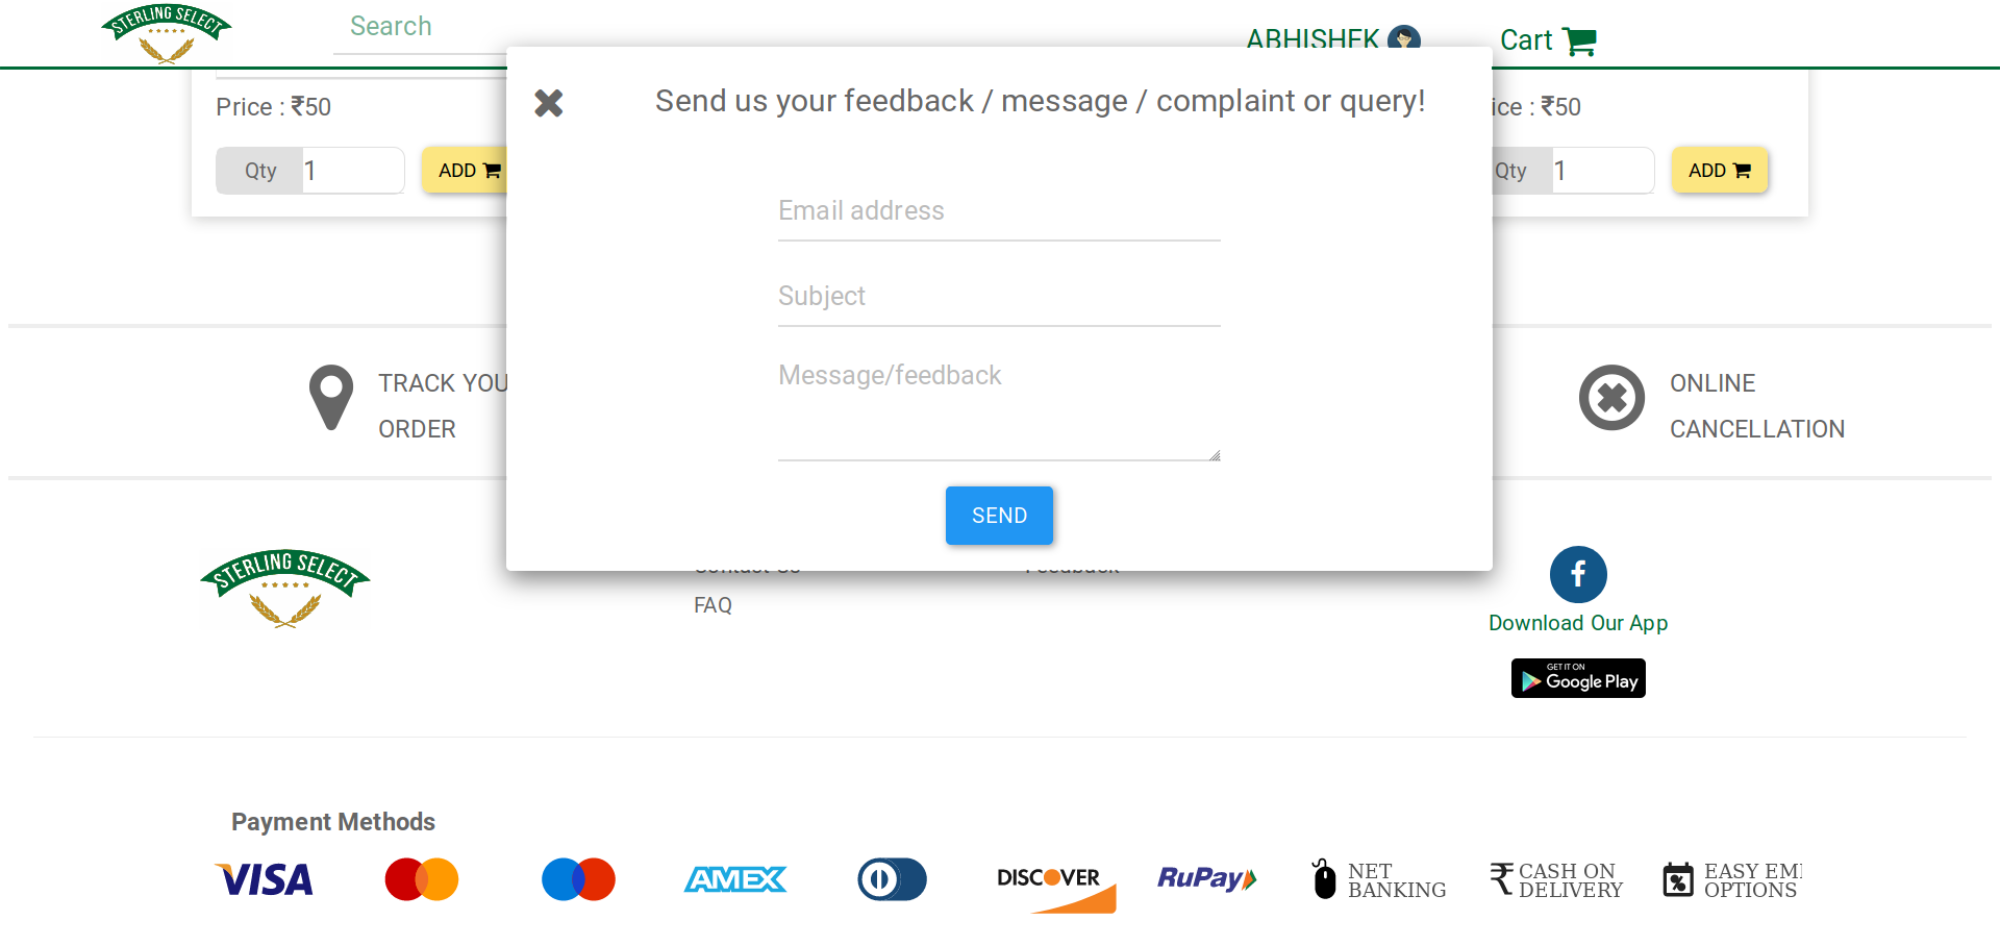 STERLING SELECT
Search
ABHISHEK
Cart
Send us your feedback / message / complaint or query!
Price : ₹50
ice : ₹50
Qty 1 ADD
Qty 1 ADD
Email address
Subject
Message/feedback
SEND
TRACK YOU
ORDER
ONLINE
CANCELLATION
STERLING SELECT
Contact Us
Feedback
FAQ
f
Download Our App
GET IT ON
Google Play
Payment Methods
VISA
AMEX
DISCOVER
RuPay
NET
BANKING
₹ CASH ON
DELIVERY
EASY EMI
OPTIONS